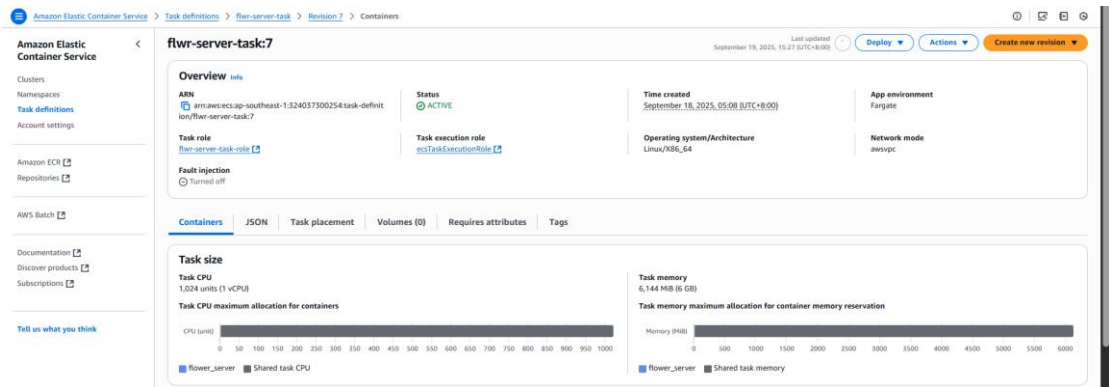 Amazon Elastic Container Service > Task definitions > flwr-server-task > Revision 7 > Containers
Amazon Elastic
Container Service
Clusters
Namespaces
Task definitions
Account settings
Amazon ECR
Repositories
AWS Batch
Documentation
Discover products
Subscriptions
Tell us what you think
flwr-server-task:7
Last updated
September 19, 2025, 15:27 (UTC+8:00)
Deploy
Actions
Create new revision
Overview Info
ARN
arn:aws:ecs:ap-southeast-1:324037300254:task-definit
ion/flwr-server-task:7
Status
ACTIVE
Time created
September 18, 2025, 05:08 (UTC+8:00)
App environment
Fargate
Task role
flwr-server-task-role
Task execution role
ecsTaskExecutionRole
Operating system/Architecture
Linux/X86_64
Network mode
awsvpc
Fault injection
Turned off
Containers JSON Task placement Volumes (0) Requires attributes Tags
Task size
Task CPU
1,024 units (1 vCPU)
Task CPU maximum allocation for containers
CPU (unit)
0 50 100 150 200 250 300 350 400 450 500 550 600 650 700 750 800 850 900 950 1000
flower_server Shared task CPU
Task memory
6,144 MiB (6 GB)
Task memory maximum allocation for container memory reservation
Memory (MiB)
0 500 1000 1500 2000 2500 3000 3500 4000 4500 5000 5500 6000
flower_server Shared task memory